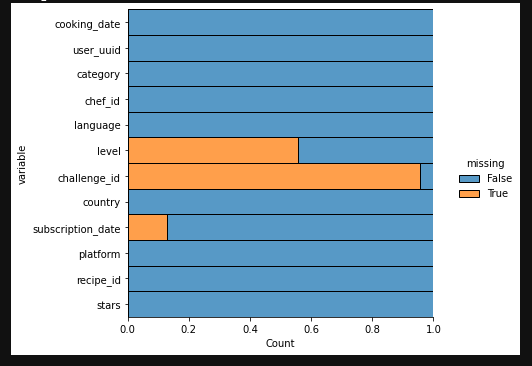 cooking_date
user_uuid
category
chef_id
language
level
challenge_id
country
subscription_date
platform
recipe_id
stars
variable
0.0 0.2 0.4 0.6 0.8 1.0
Count
missing
False
True